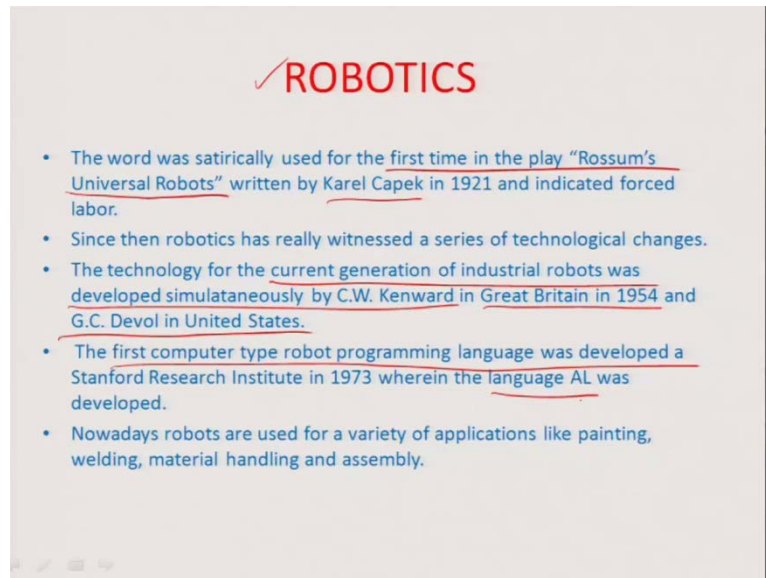 ROBOTICS
• The word was satirically used for the first time in the play “Rossum’s
Universal Robots” written by Karel Capek in 1921 and indicated forced
labor.
• Since then robotics has really witnessed a series of technological changes.
• The technology for the current generation of industrial robots was
developed simulataneously by C.W. Kenward in Great Britain in 1954 and
G.C. Devol in United States.
• The first computer type robot programming language was developed a
Stanford Research Institute in 1973 wherein the language AL was
developed.
• Nowadays robots are used for a variety of applications like painting,
welding, material handling and assembly.